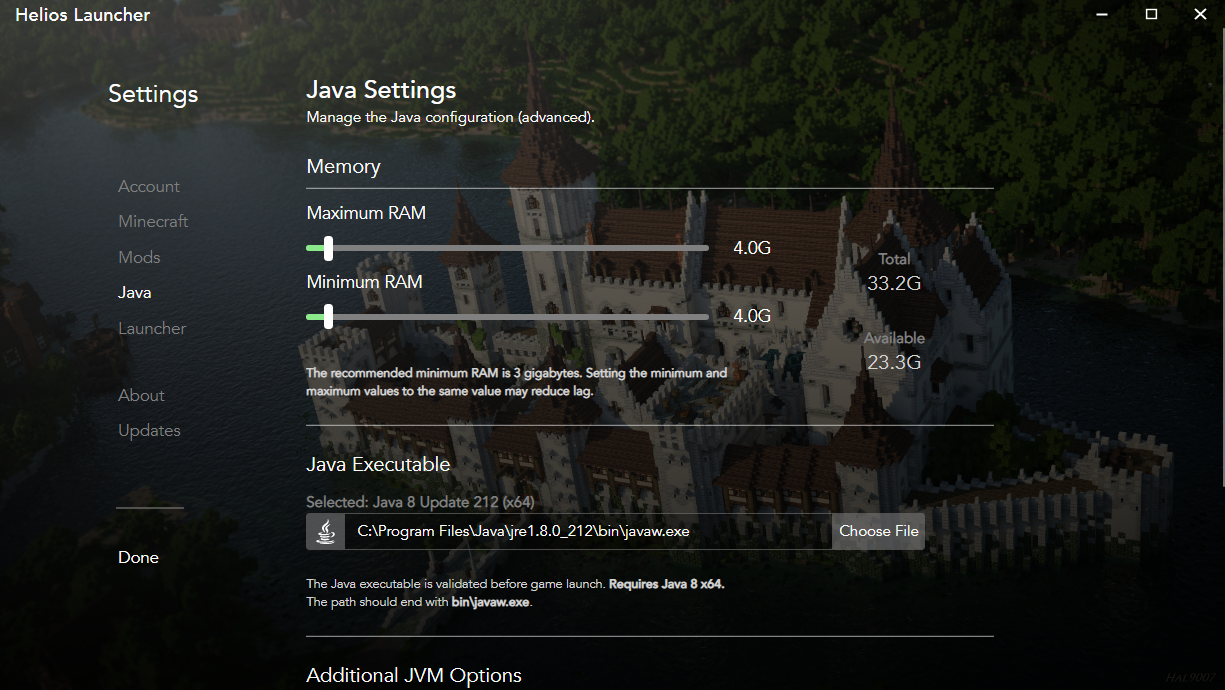 Helios Launcher
Settings
Account
Minecraft
Mods
Java
Launcher
About
Updates
Done
Java Settings
Manage the Java configuration (advanced).
Memory
Maximum RAM
4.0G
Minimum RAM
4.0G
Total
33.2G
Available
23.3G
The recommended minimum RAM is 3 gigabytes. Setting the minimum and
maximum values to the same value may reduce lag.
Java Executable
Selected: Java 8 Update 212 (x64)
C:\Program Files\Java\jre1.8.0_212\bin\javaw.exe
Choose File
The Java executable is validated before game launch. Requires Java 8 x64.
The path should end with bin\javaw.exe.
Additional JVM Options
HAL9007